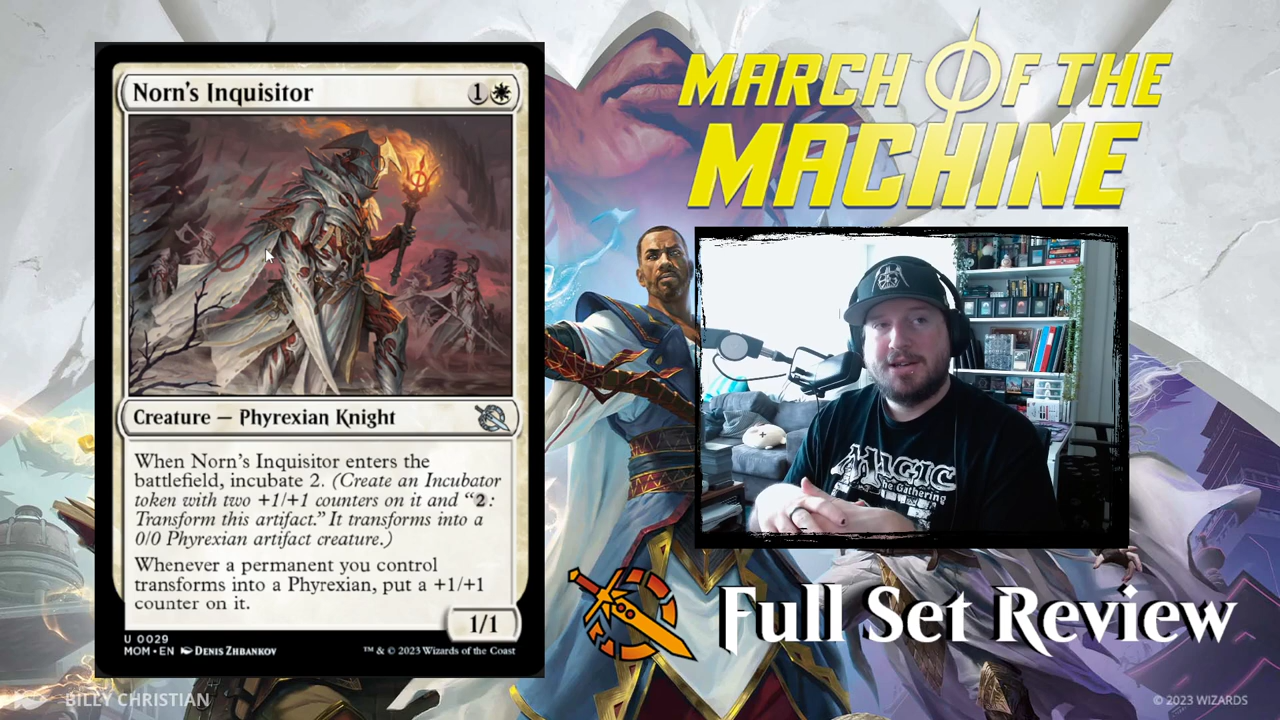 Norn's Inquisitor 1
Creature — Phyrexian Knight
When Norn's Inquisitor enters the
battlefield, incubate 2. (Create an Incubator
token with two +1/+1 counters on it and “2:
Transform this artifact.” It transforms into a
0/0 Phyrexian artifact creature.)
Whenever a permanent you control
transforms into a Phyrexian, put a +1/+1
counter on it.
1/1
U 0029
MOM • EN DENIS ZHBANKOV
™ & © 2023 Wizards of the Coast
BILLY CHRISTIAN
MARCH OF THE
MACHINE
MAGIC
The Gathering
Full Set Review
© 2023 WIZARDS